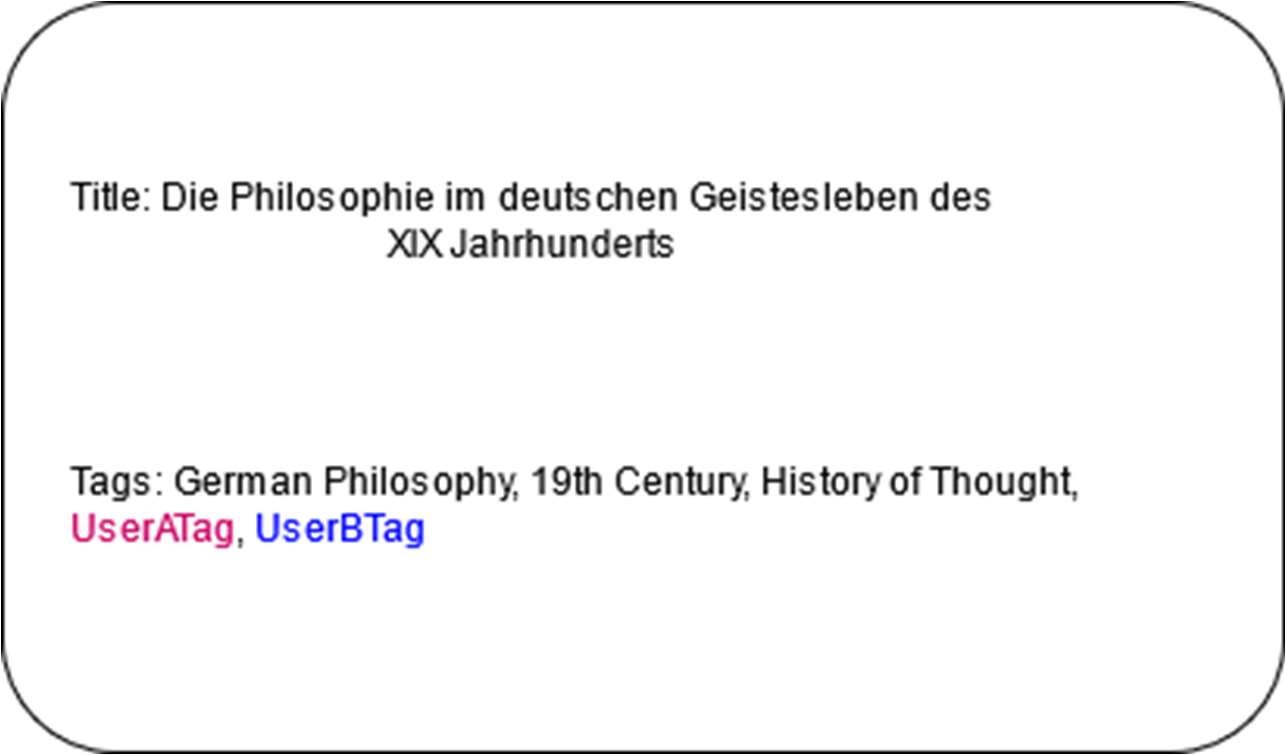 Title: Die Philosophie im deutschen Geistesleben des
XIX Jahrhunderts
Tags: German Philosophy, 19th Century, History of Thought,
UserATag, UserBTag